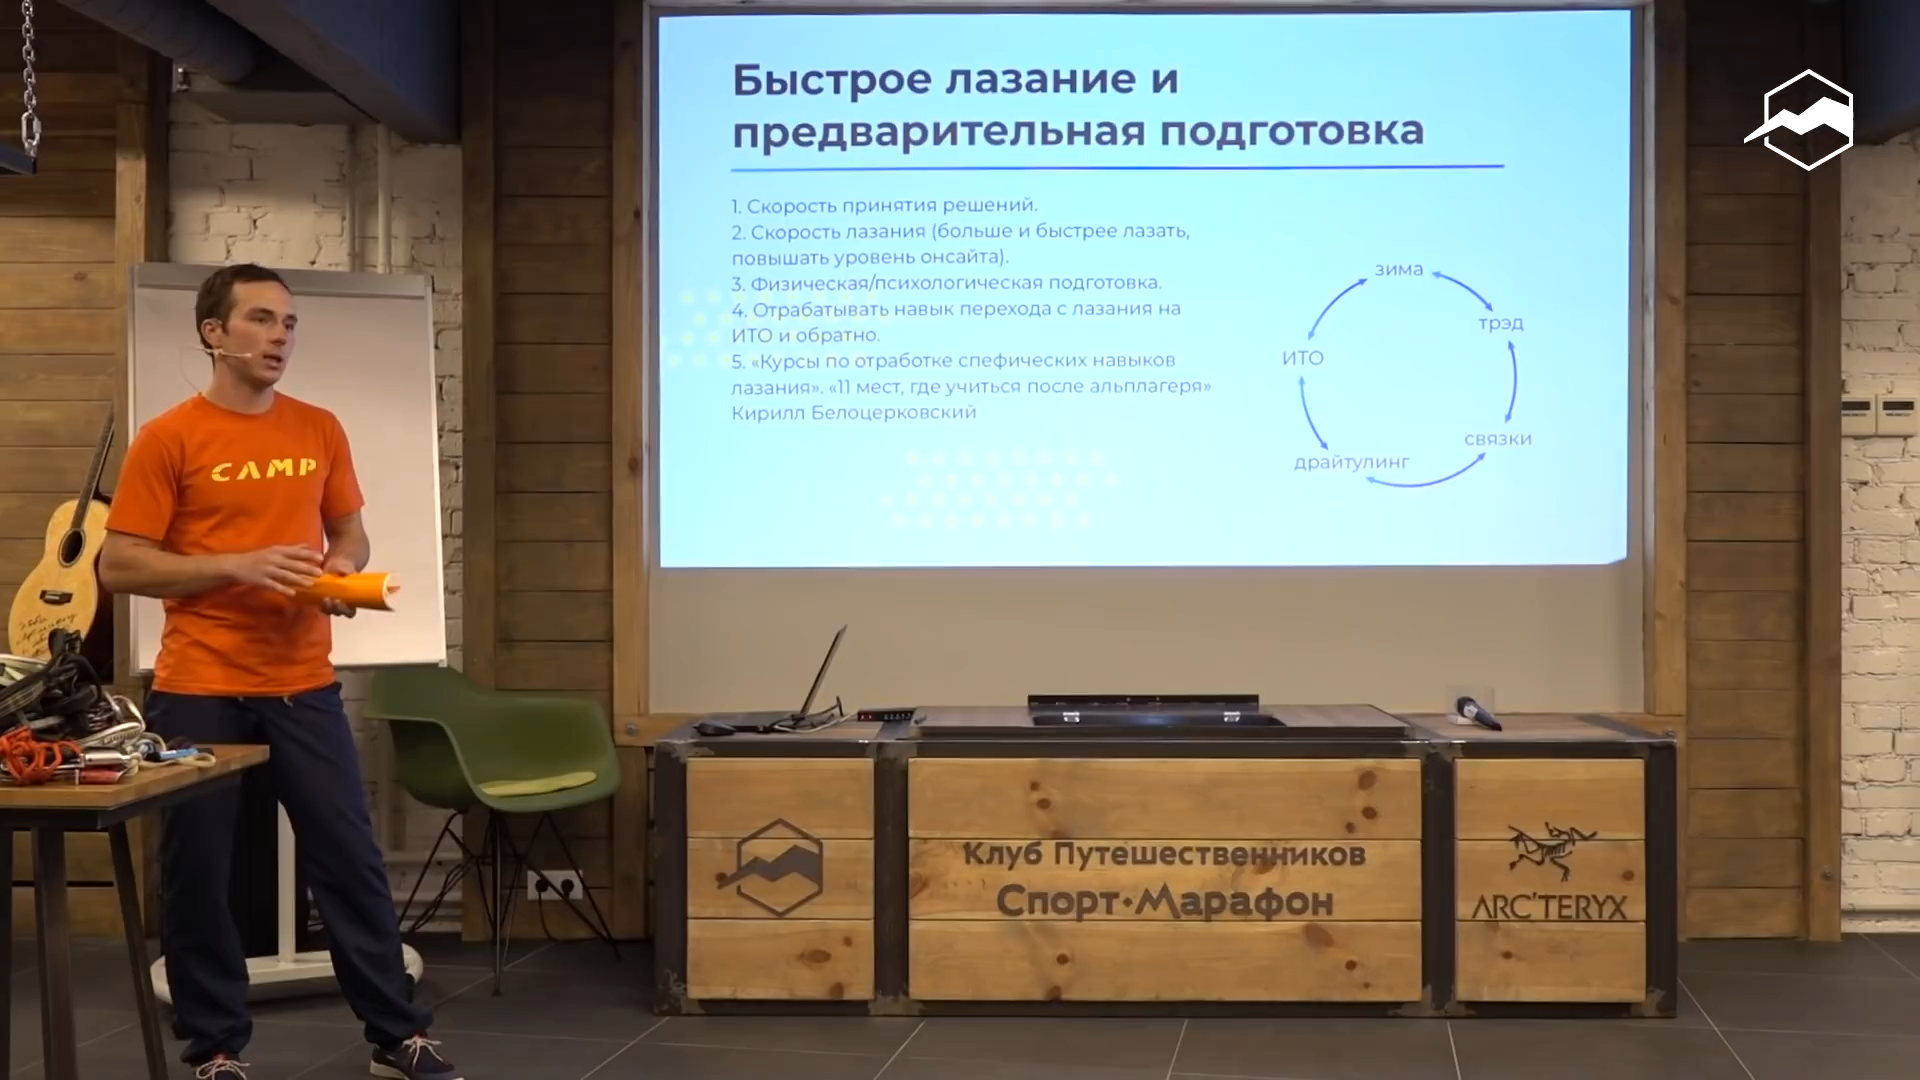 Быстрое лазание и
предварительная подготовка
1. Скорость принятия решений.
2. Скорость лазания (больше и быстрее лазать,
повышать уровень онсайта).
3. Физическая/психологическая подготовка.
4. Отрабатывать навык перехода с лазания на
ИТО и обратно.
5. «Курсы по отработке спефических навыков
лазания». «11 мест, где учиться после альплагеря»
Кирилл Белоцерковский
зима
трэд
ИТО
связки
драйтулинг
CAMP
Клуб Путешественников
Спорт·Марафон
ARC'TERYX